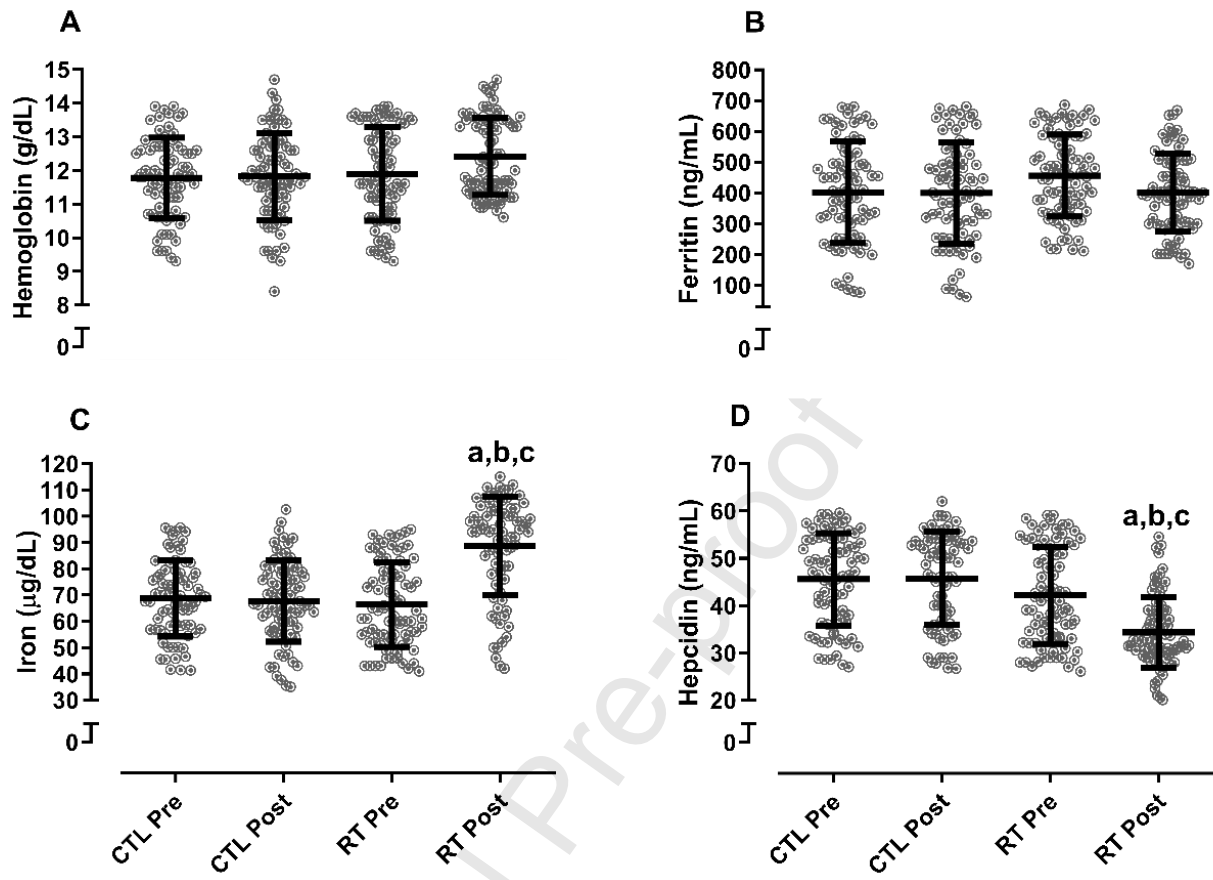 A
Hemoglobin (g/dL)
15
14
13
12
11
10
9
8
0
B
Ferritin (ng/mL)
800
700
600
500
400
300
200
100
0
C
Iron (µg/dL)
120
110
100
90
80
70
60
50
40
30
0
a,b,c
CTL Pre
CTL Post
RT Pre
RT Post
D
Hepcidin (ng/mL)
70
60
50
40
30
20
0
a,b,c
CTL Pre
CTL Post
RT Pre
RT Post
l Pre-proof